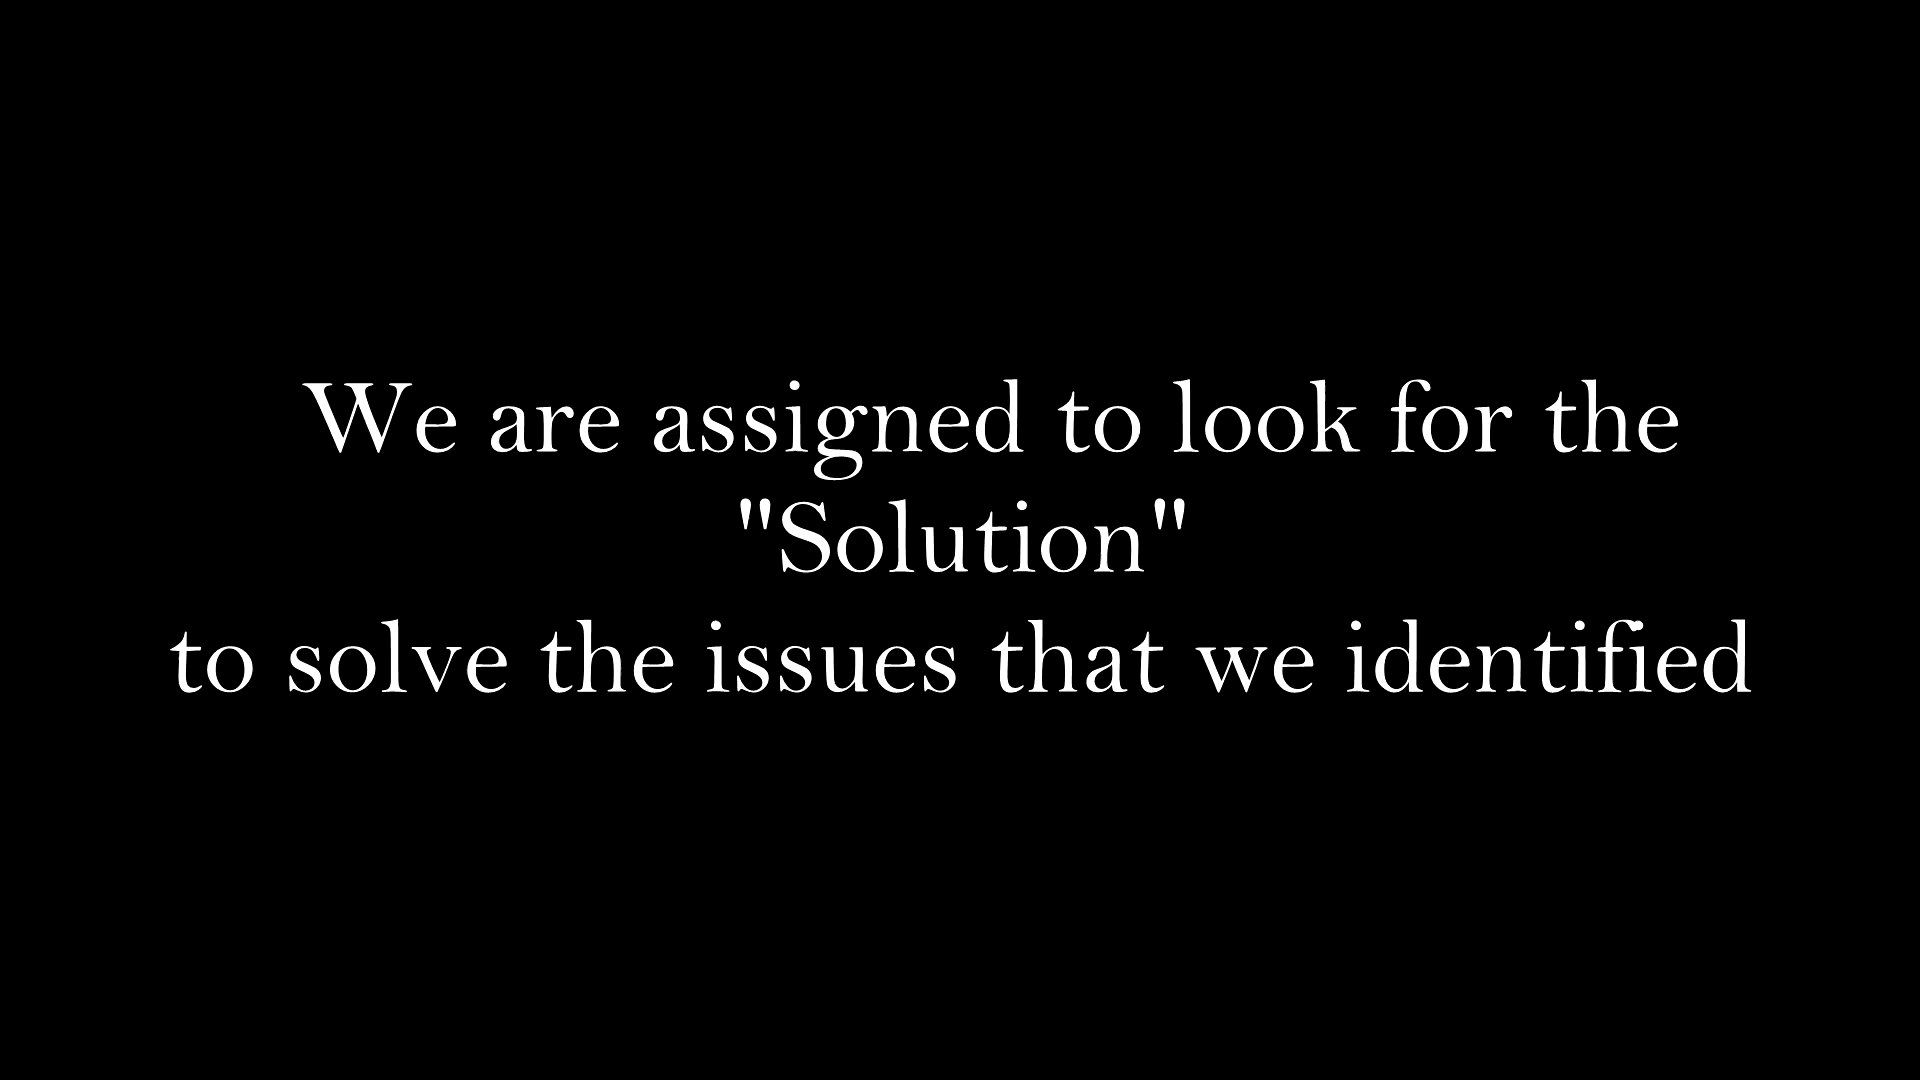 We are assigned to look for the
"Solution"
to solve the issues that we identified